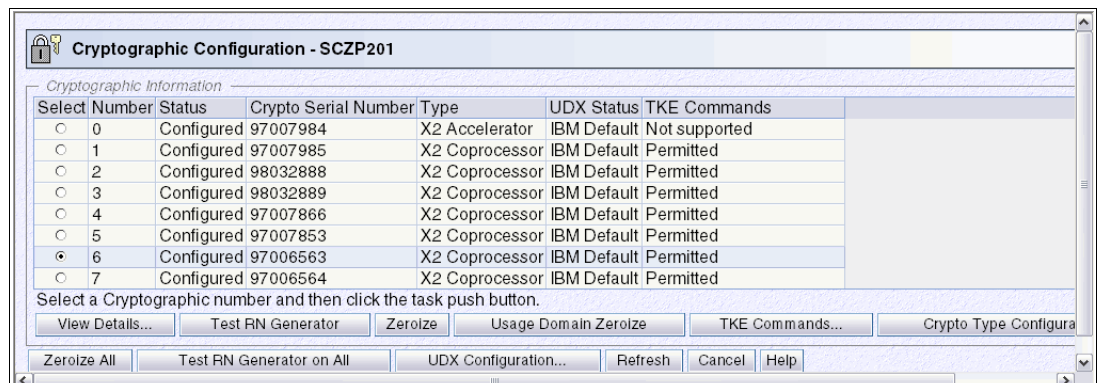 Cryptographic Configuration - SCZP201
Cryptographic Information
Select Number Status Crypto Serial Number Type UDX Status TKE Commands
0 Configured 97007984 X2 Accelerator IBM Default Not supported
1 Configured 97007985 X2 Coprocessor IBM Default Permitted
2 Configured 98032888 X2 Coprocessor IBM Default Permitted
3 Configured 98032889 X2 Coprocessor IBM Default Permitted
4 Configured 97007866 X2 Coprocessor IBM Default Permitted
5 Configured 97007853 X2 Coprocessor IBM Default Permitted
6 Configured 97006563 X2 Coprocessor IBM Default Permitted
7 Configured 97006564 X2 Coprocessor IBM Default Permitted
Select a Cryptographic number and then click the task push button.
View Details... Test RN Generator Zeroize Usage Domain Zeroize TKE Commands... Crypto Type Configura
Zeroize All Test RN Generator on All UDX Configuration... Refresh Cancel Help